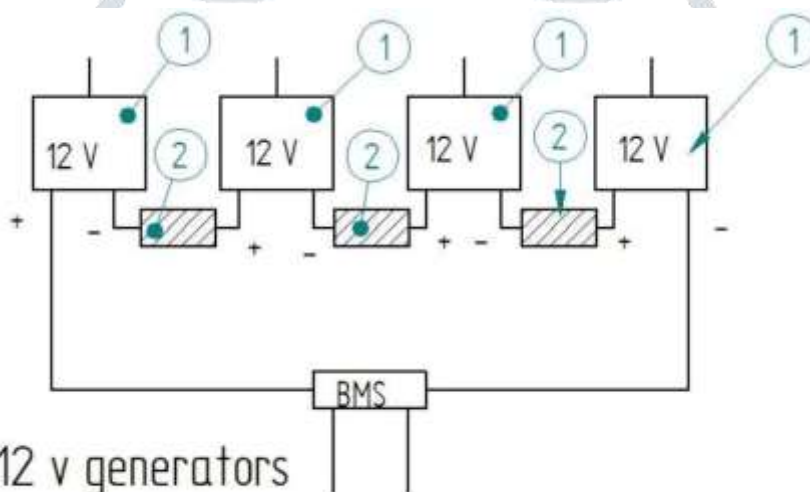 1 1 1 1
12 V 12 V 12 V 12 V
2 2 2
+ - + - + - + -
BMS
12 v generators